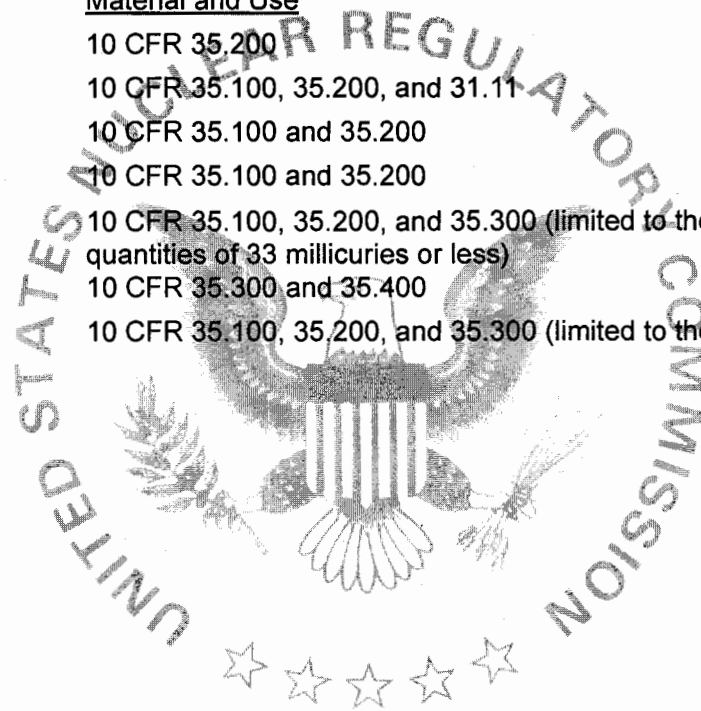 Material and Use
10 CFR 35.200
10 CFR 35.100, 35.200, and 31.11
10 CFR 35.100 and 35.200
10 CFR 35.100 and 35.200
10 CFR 35.100, 35.200, and 35.300 (limited to the
quantities of 33 millicuries or less)
10 CFR 35.300 and 35.400
10 CFR 35.100, 35.200, and 35.300 (limited to the
UNITED STATES NUCLEAR REGULATORY COMMISSION